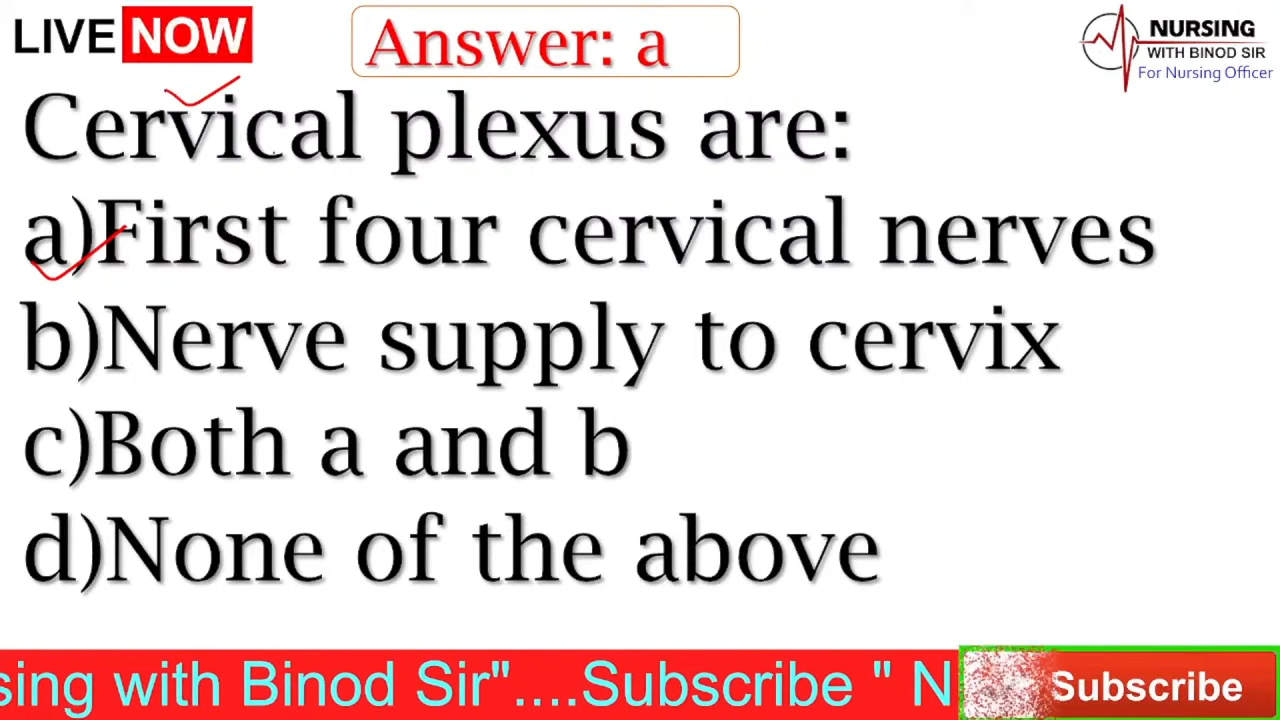 LIVE NOW
Answer: a
NURSING
WITH BINOD SIR
For Nursing Officer
Cervical plexus are:
a)First four cervical nerves
b)Nerve supply to cervix
c)Both a and b
d)None of the above
sing with Binod Sir"....Subscribe " N
Subscribe